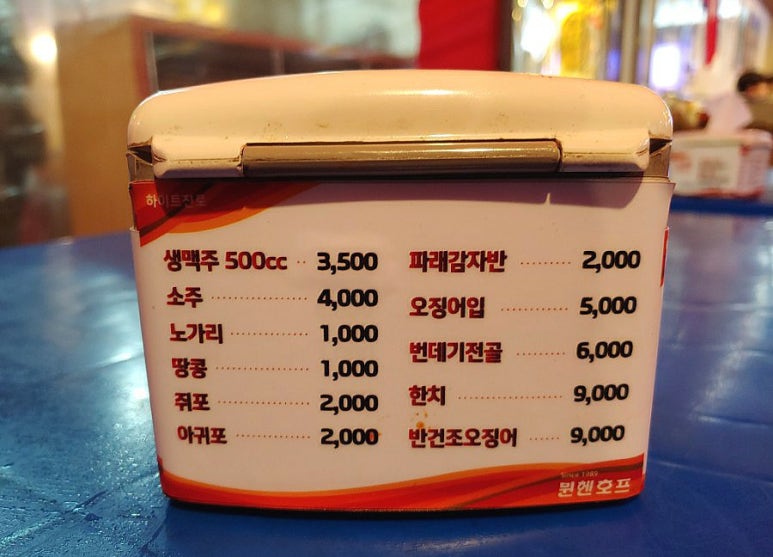 하이트진로
생맥주 500cc 3,500
소주 4,000
노가리 1,000
땅콩 1,000
쥐포 2,000
아귀포 2,000
파래감자반 2,000
오징어입 5,000
번데기전골 6,000
한치 9,000
반건조오징어 9,000
Since 1989
뮌헨호프